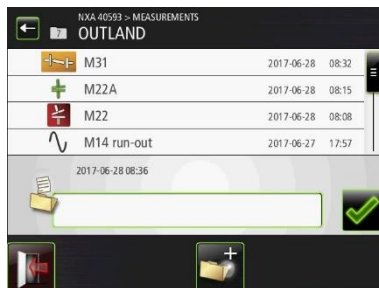 NXA 40593 > MEASUREMENTS
7 OUTLAND
M31 2017-06-28 08:32
M22A 2017-06-28 08:15
M22 2017-06-28 08:08
M14 run-out 2017-06-27 17:57
2017-06-28 08:36